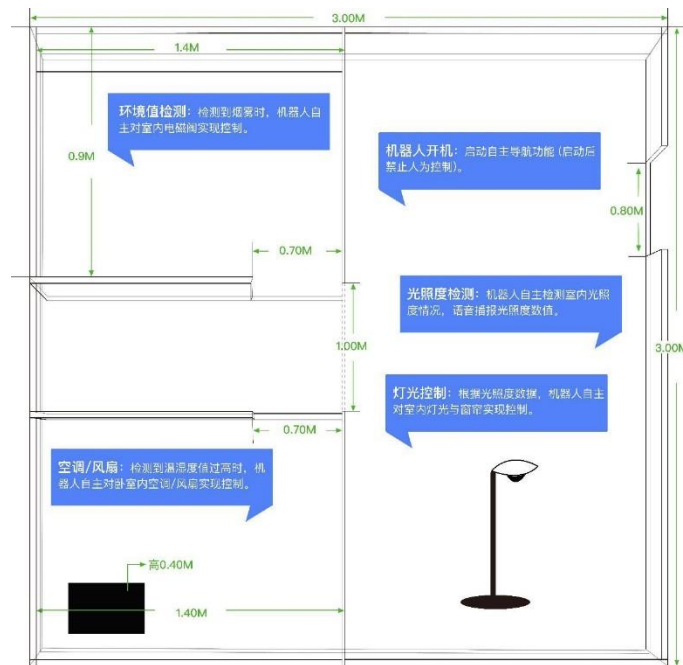 3.00M
1.4M
环境值检测：检测到烟雾时，机器人自
主对室内电磁阀实现控制。
0.9M
机器人开机：启动自主导航功能（启动后
禁止人为控制）。
0.80M
0.70M
光照度检测：机器人自主检测室内光照
度情况，语音播报光照度数值。
1.00M
3.00M
灯光控制：根据光照度数据，机器人自主
对室内灯光与窗帘实现控制。
0.70M
空调/风扇：检测到温湿度值过高时，机
器人自主对卧室内空调/风扇实现控制。
高0.40M
1.40M